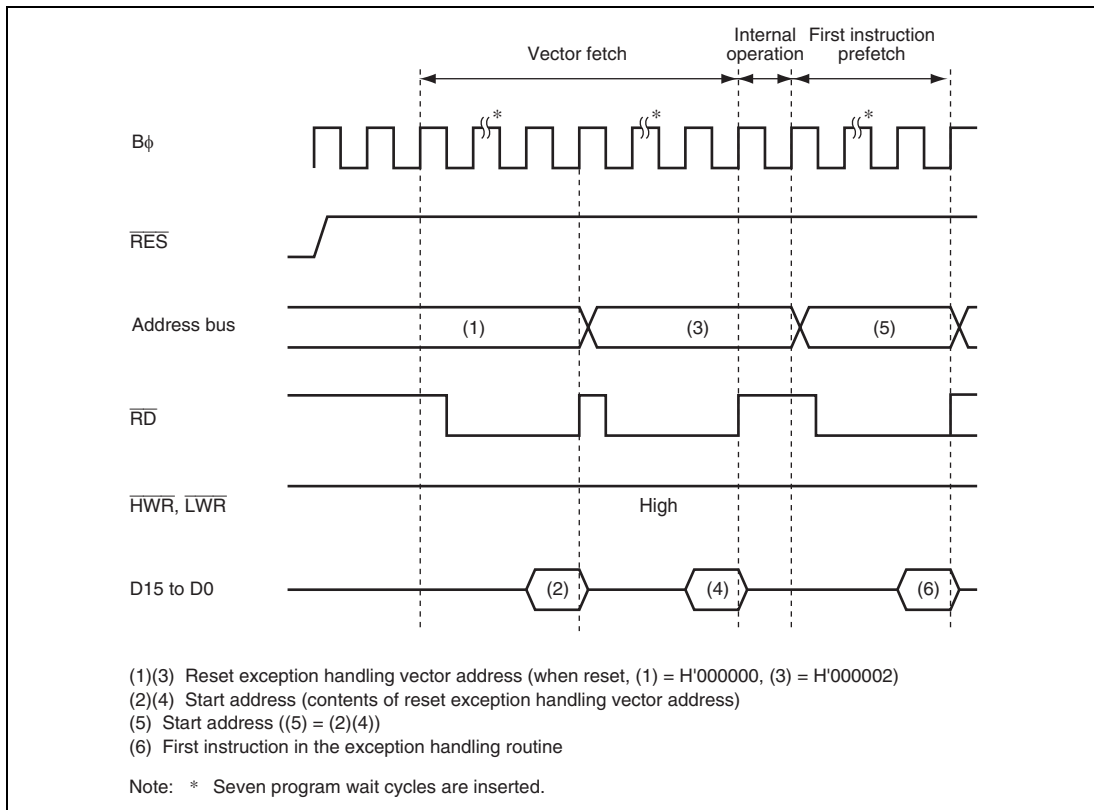 Vector fetch
Internal operation
First instruction prefetch
Bϕ
*
*
*
RES
Address bus
(1)
(3)
(5)
RD
HWR, LWR
High
D15 to D0
(2)
(4)
(6)
(1)(3) Reset exception handling vector address (when reset, (1) = H'000000, (3) = H'000002)
(2)(4) Start address (contents of reset exception handling vector address)
(5) Start address ((5) = (2)(4))
(6) First instruction in the exception handling routine
Note: * Seven program wait cycles are inserted.